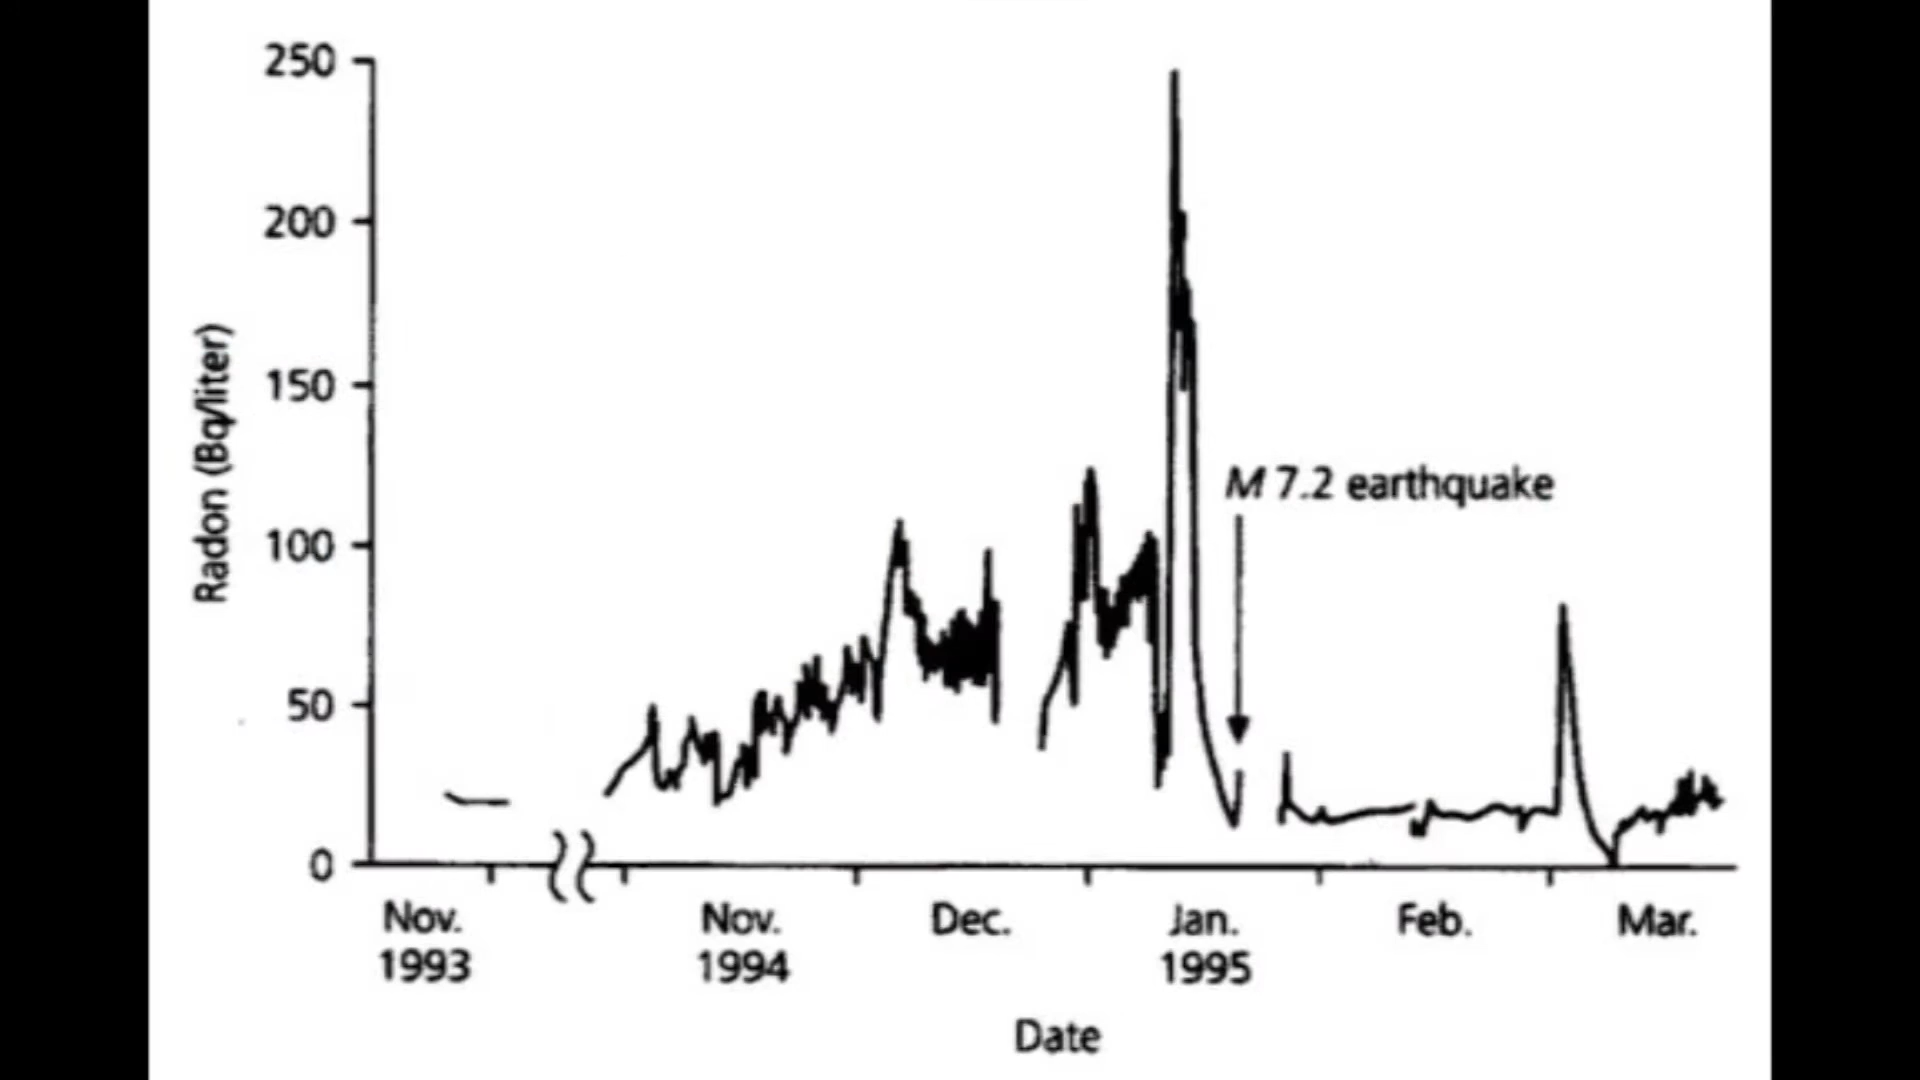 250
200
150
100
50
0
Radon (Bq/liter)
M 7.2 earthquake
Nov.
1993
Nov.
1994
Dec.
Jan.
1995
Feb.
Mar.
Date